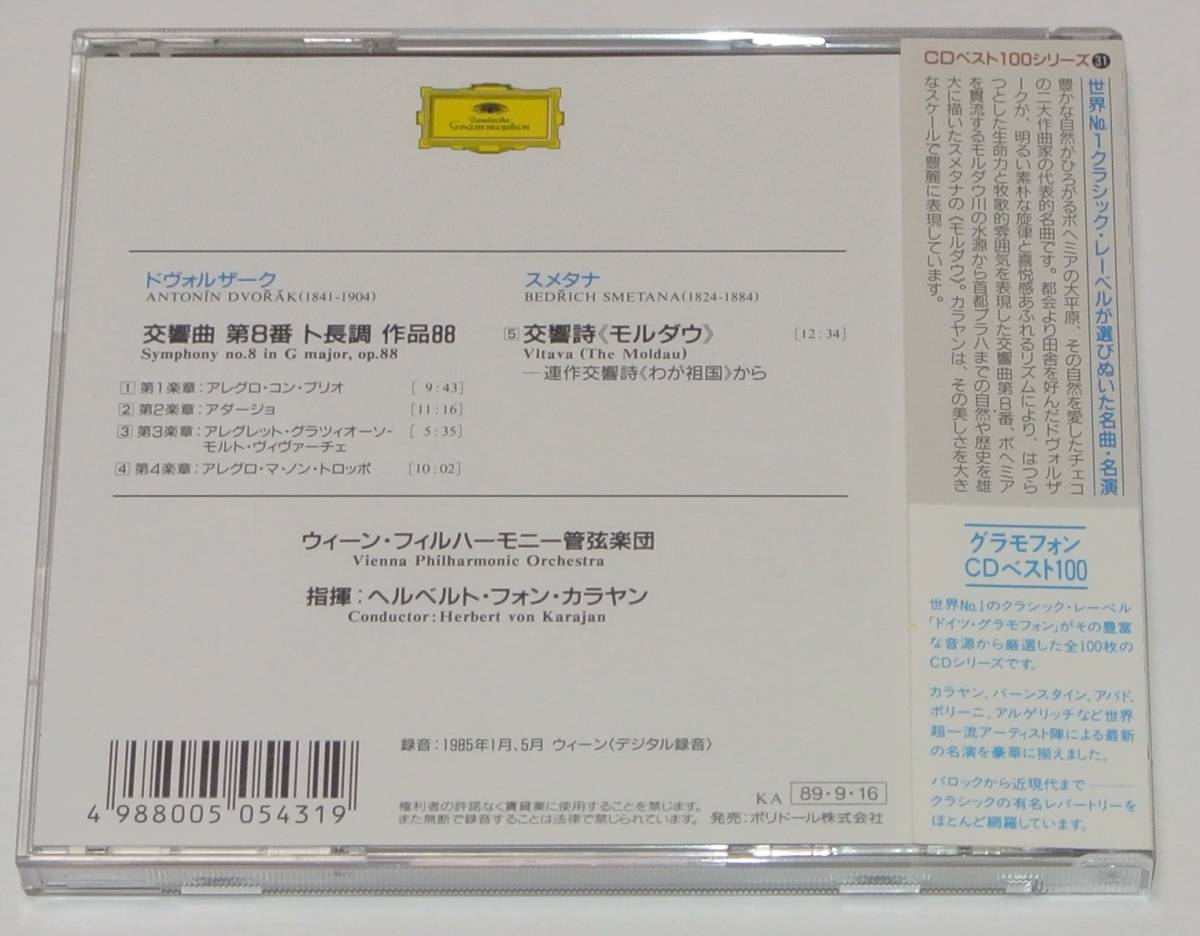 Deutsche
Grammophon
ドヴォルザーク
ANTONÍN DVOŘÁK(1841-1904)
交響曲 第8番 ト長調 作品88
Symphony no.8 in G major, op.88
1 第1楽章：アレグロ・コン・ブリオ [ 9:43]
2 第2楽章：アダージョ [11:16]
3 第3楽章：アレグレット・グラツィオーソ- [ 5:35]
モルト・ヴィヴァーチェ
4 第4楽章：アレグロ・マ・ノン・トロッポ [10:02]
スメタナ
BEDŘICH SMETANA(1824-1884)
5 交響詩《モルダウ》 [12:34]
Vltava (The Moldau)
—連作交響詩《わが祖国》から
ウィーン・フィルハーモニー管弦楽団
Vienna Philharmonic Orchestra
指揮：ヘルベルト・フォン・カラヤン
Conductor:Herbert von Karajan
録音：1985年1月、5月 ウィーン〈デジタル録音〉
4 988005 054319
権利者の許諾なく賃貸業に使用することを禁じます。
また無断で録音することは法律で禁じられています。
KA 89・9・16
発売：ポリドール株式会社
CDベスト100シリーズ31
世界No.1クラシック・レーベルが選びぬいた名曲・名演
豊かな自然がひろがるボヘミアの大平原、その自然を愛したチェコ
の二大作曲家の代表的名曲です。都会より田舎を好んだドヴォルザ
ークが、明るい素朴な旋律と喜悦感あふれるリズムにより、はつら
つとした生命力と牧歌的雰囲気を表現した交響曲第8番、ボヘミア
を貫流するモルダウ川の水源から首都プラハまでの自然や歴史を雄
大に描いたスメタナの《モルダウ》。カラヤンは、その美しさを大き
なスケールで豊麗に表現しています。
グラモフォン
CDベスト100
世界No.1のクラシック・レーベル
「ドイツ・グラモフォン」がその豊富
な音源から厳選した全100枚の
CDシリーズです。
カラヤン、バーンスタイン、アバド、
ポリーニ、アルゲリッチなど世界
超一流アーティスト陣による最新
の名演を豪華に揃えました。
バロックから近現代まで——
クラシックの有名レパートリーを
ほとんど網羅しています。